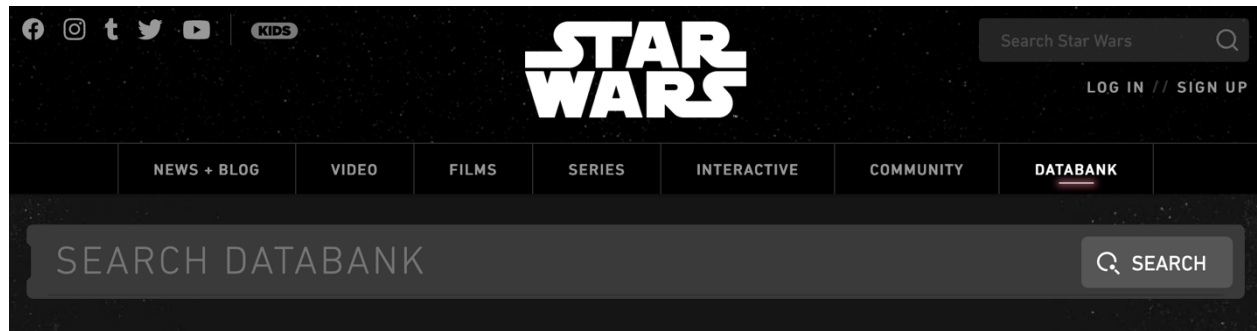 KIDS
STAR
WARS
Search Star Wars
LOG IN // SIGN UP
NEWS + BLOG
VIDEO
FILMS
SERIES
INTERACTIVE
COMMUNITY
DATABANK
SEARCH DATABANK
SEARCH